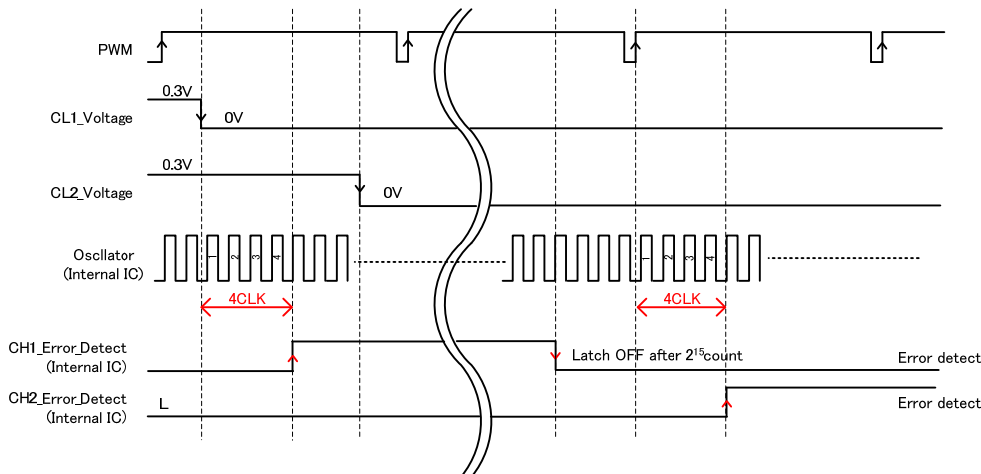 PWM
0.3V
CL1_Voltage
0V
0.3V
CL2_Voltage
0V
Oscllator
(Internal IC)
1 2 3 4
1 2 3 4
4CLK
4CLK
CH1_Error_Detect
(Internal IC)
Latch OFF after 2¹⁵count
Error detect
CH2_Error_Detect
(Internal IC)
L
Error detect